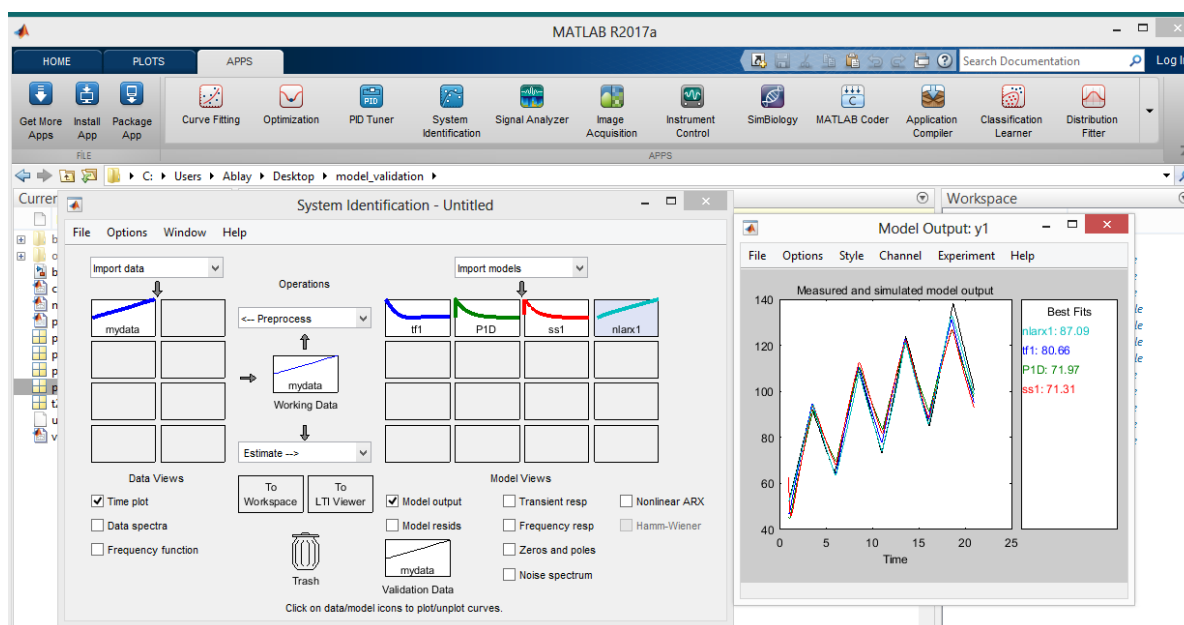 MATLAB R2017a
HOME PLOTS APPS
Search Documentation
Log In
Get More Apps
Install App
Package App
Curve Fitting
Optimization
PID Tuner
System Identification
Signal Analyzer
Image Acquisition
Instrument Control
SimBiology
MATLAB Coder
Application Compiler
Classification Learner
Distribution Fitter
FILE
APPS
C: Users Ablay Desktop model_validation
Curren
System Identification - Untitled
File Options Window Help
Import data
Operations
Import models
mydata
<-- Preprocess
tf1
P1D
ss1
nlarx1
mydata
Working Data
Estimate -->
Data Views
Time plot
Data spectra
Frequency function
To Workspace
To LTI Viewer
Trash
Model Views
Model output
Model resids
mydata
Validation Data
Transient resp
Frequency resp
Zeros and poles
Noise spectrum
Nonlinear ARX
Hamm-Wiener
Click on data/model icons to plot/unplot curves.
Workspace
Model Output: y1
File Options Style Channel Experiment Help
Measured and simulated model output
140
120
100
80
60
40
0 5 10 15 20 25
Time
Best Fits
nlarx1: 87.09
tf1: 80.66
P1D: 71.97
ss1: 71.31